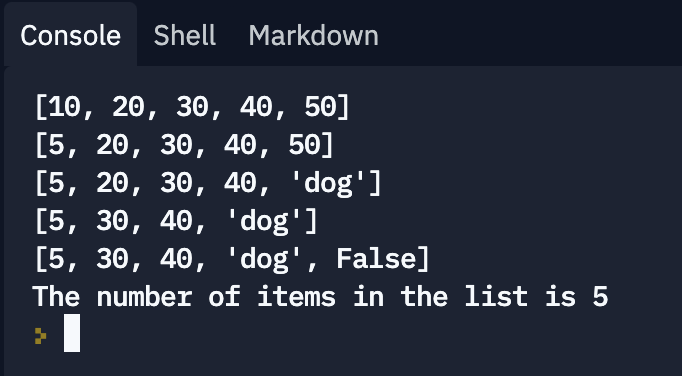 Console Shell Markdown
[10, 20, 30, 40, 50]
[5, 20, 30, 40, 50]
[5, 20, 30, 40, 'dog']
[5, 30, 40, 'dog']
[5, 30, 40, 'dog', False]
The number of items in the list is 5
>